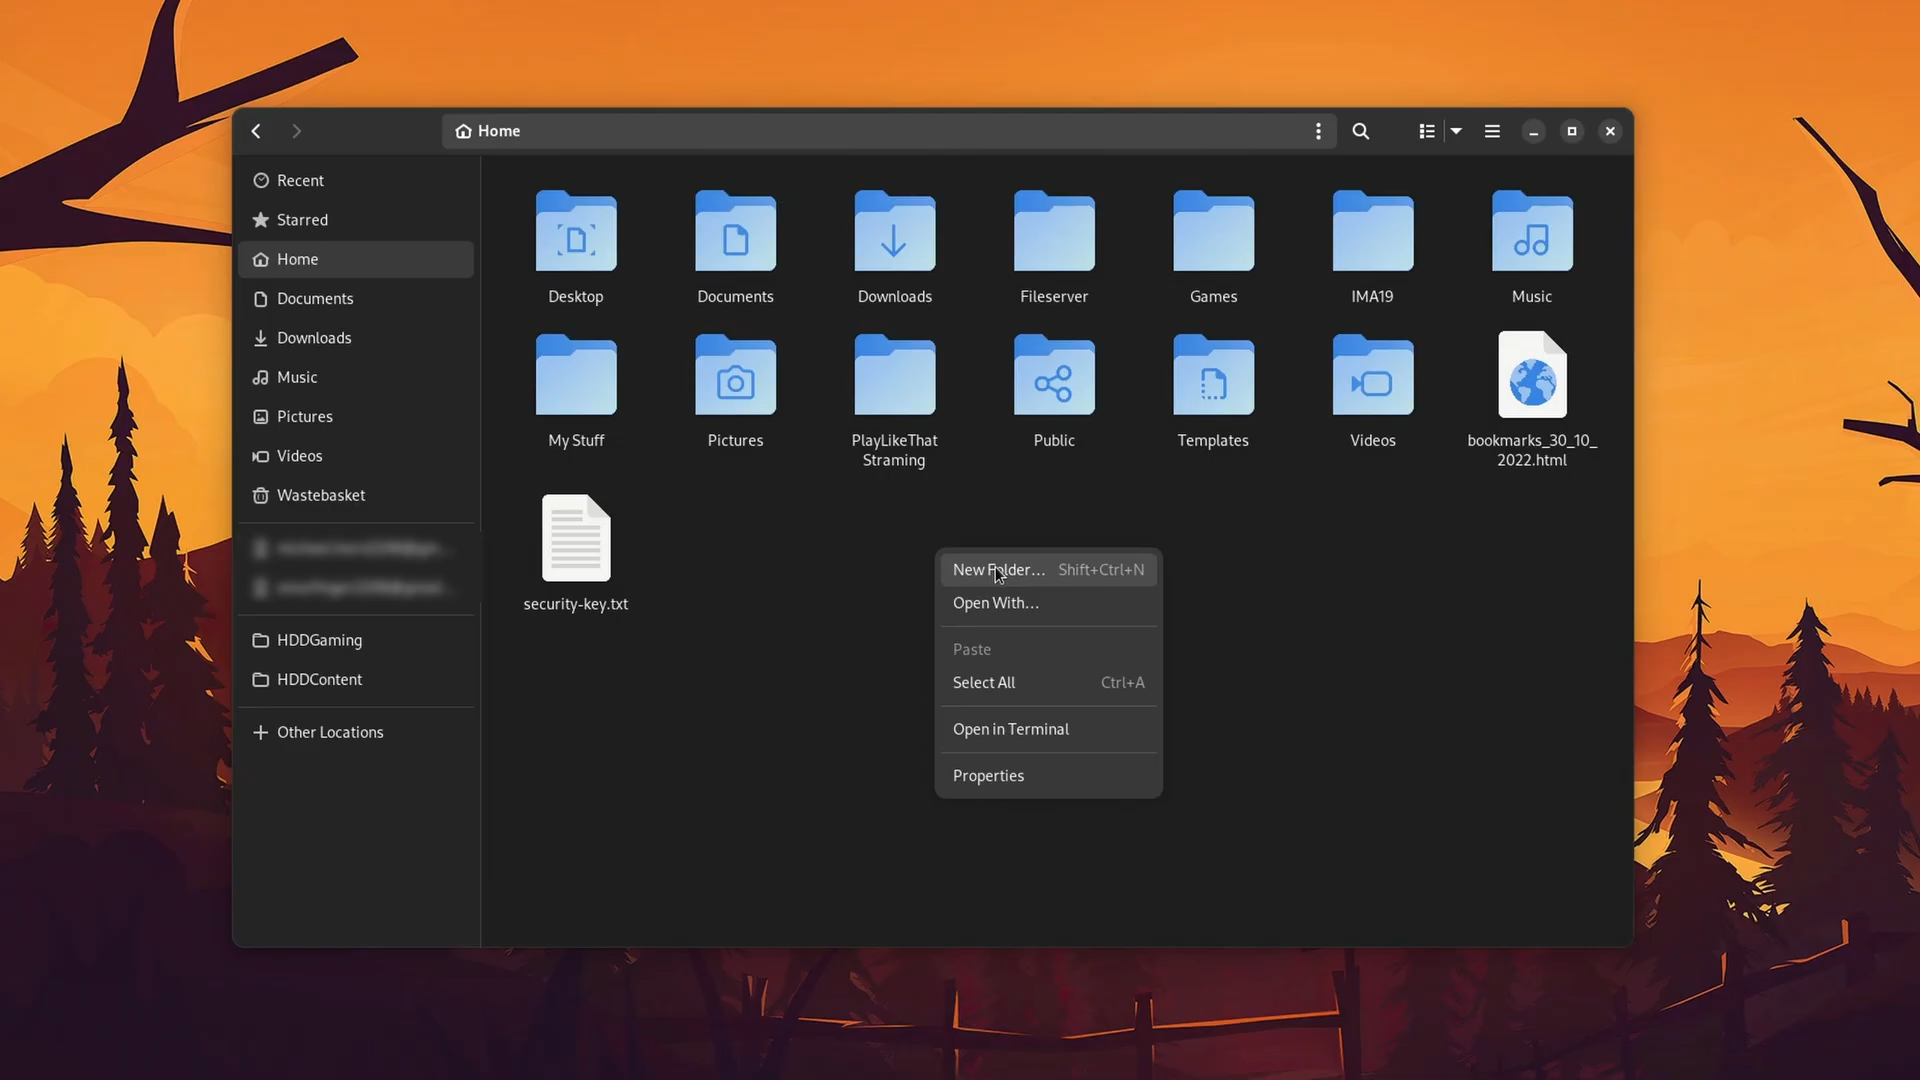 Home
Recent
Starred
Home
Documents
Downloads
Music
Pictures
Videos
Wastebasket
HDDGaming
HDDContent
Other Locations
Desktop
Documents
Downloads
Fileserver
Games
IMA19
Music
My Stuff
Pictures
PlayLikeThat
Straming
Public
Templates
Videos
bookmarks_30_10_
2022.html
security-key.txt
New Folder... Shift+Ctrl+N
Open With...
Paste
Select All Ctrl+A
Open in Terminal
Properties